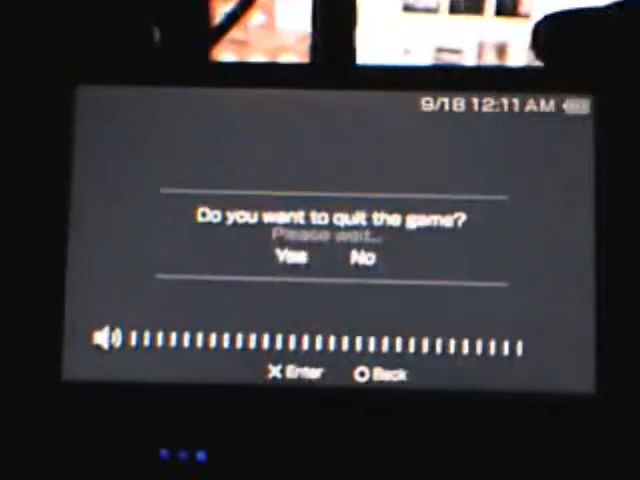 9/18 12:11 AM
Do you want to quit the game?
Please wait...
Yes No
X Enter O Back